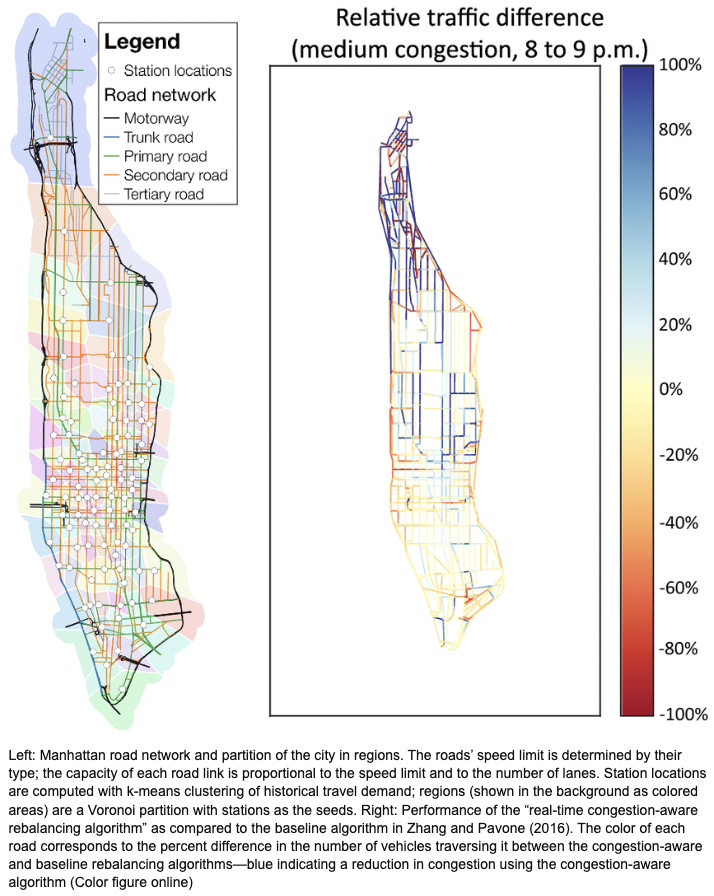 Legend
Station locations
Road network
Motorway
Trunk road
Primary road
Secondary road
Tertiary road
Relative traffic difference
(medium congestion, 8 to 9 p.m.)
100%
80%
60%
40%
20%
0%
-20%
-40%
-60%
-80%
-100%
Left: Manhattan road network and partition of the city in regions. The roads’ speed limit is determined by their
type; the capacity of each road link is proportional to the speed limit and to the number of lanes. Station locations
are computed with k-means clustering of historical travel demand; regions (shown in the background as colored
areas) are a Voronoi partition with stations as the seeds. Right: Performance of the “real-time congestion-aware
rebalancing algorithm” as compared to the baseline algorithm in Zhang and Pavone (2016). The color of each
road corresponds to the percent difference in the number of vehicles traversing it between the congestion-aware
and baseline rebalancing algorithms—blue indicating a reduction in congestion using the congestion-aware
algorithm (Color figure online)